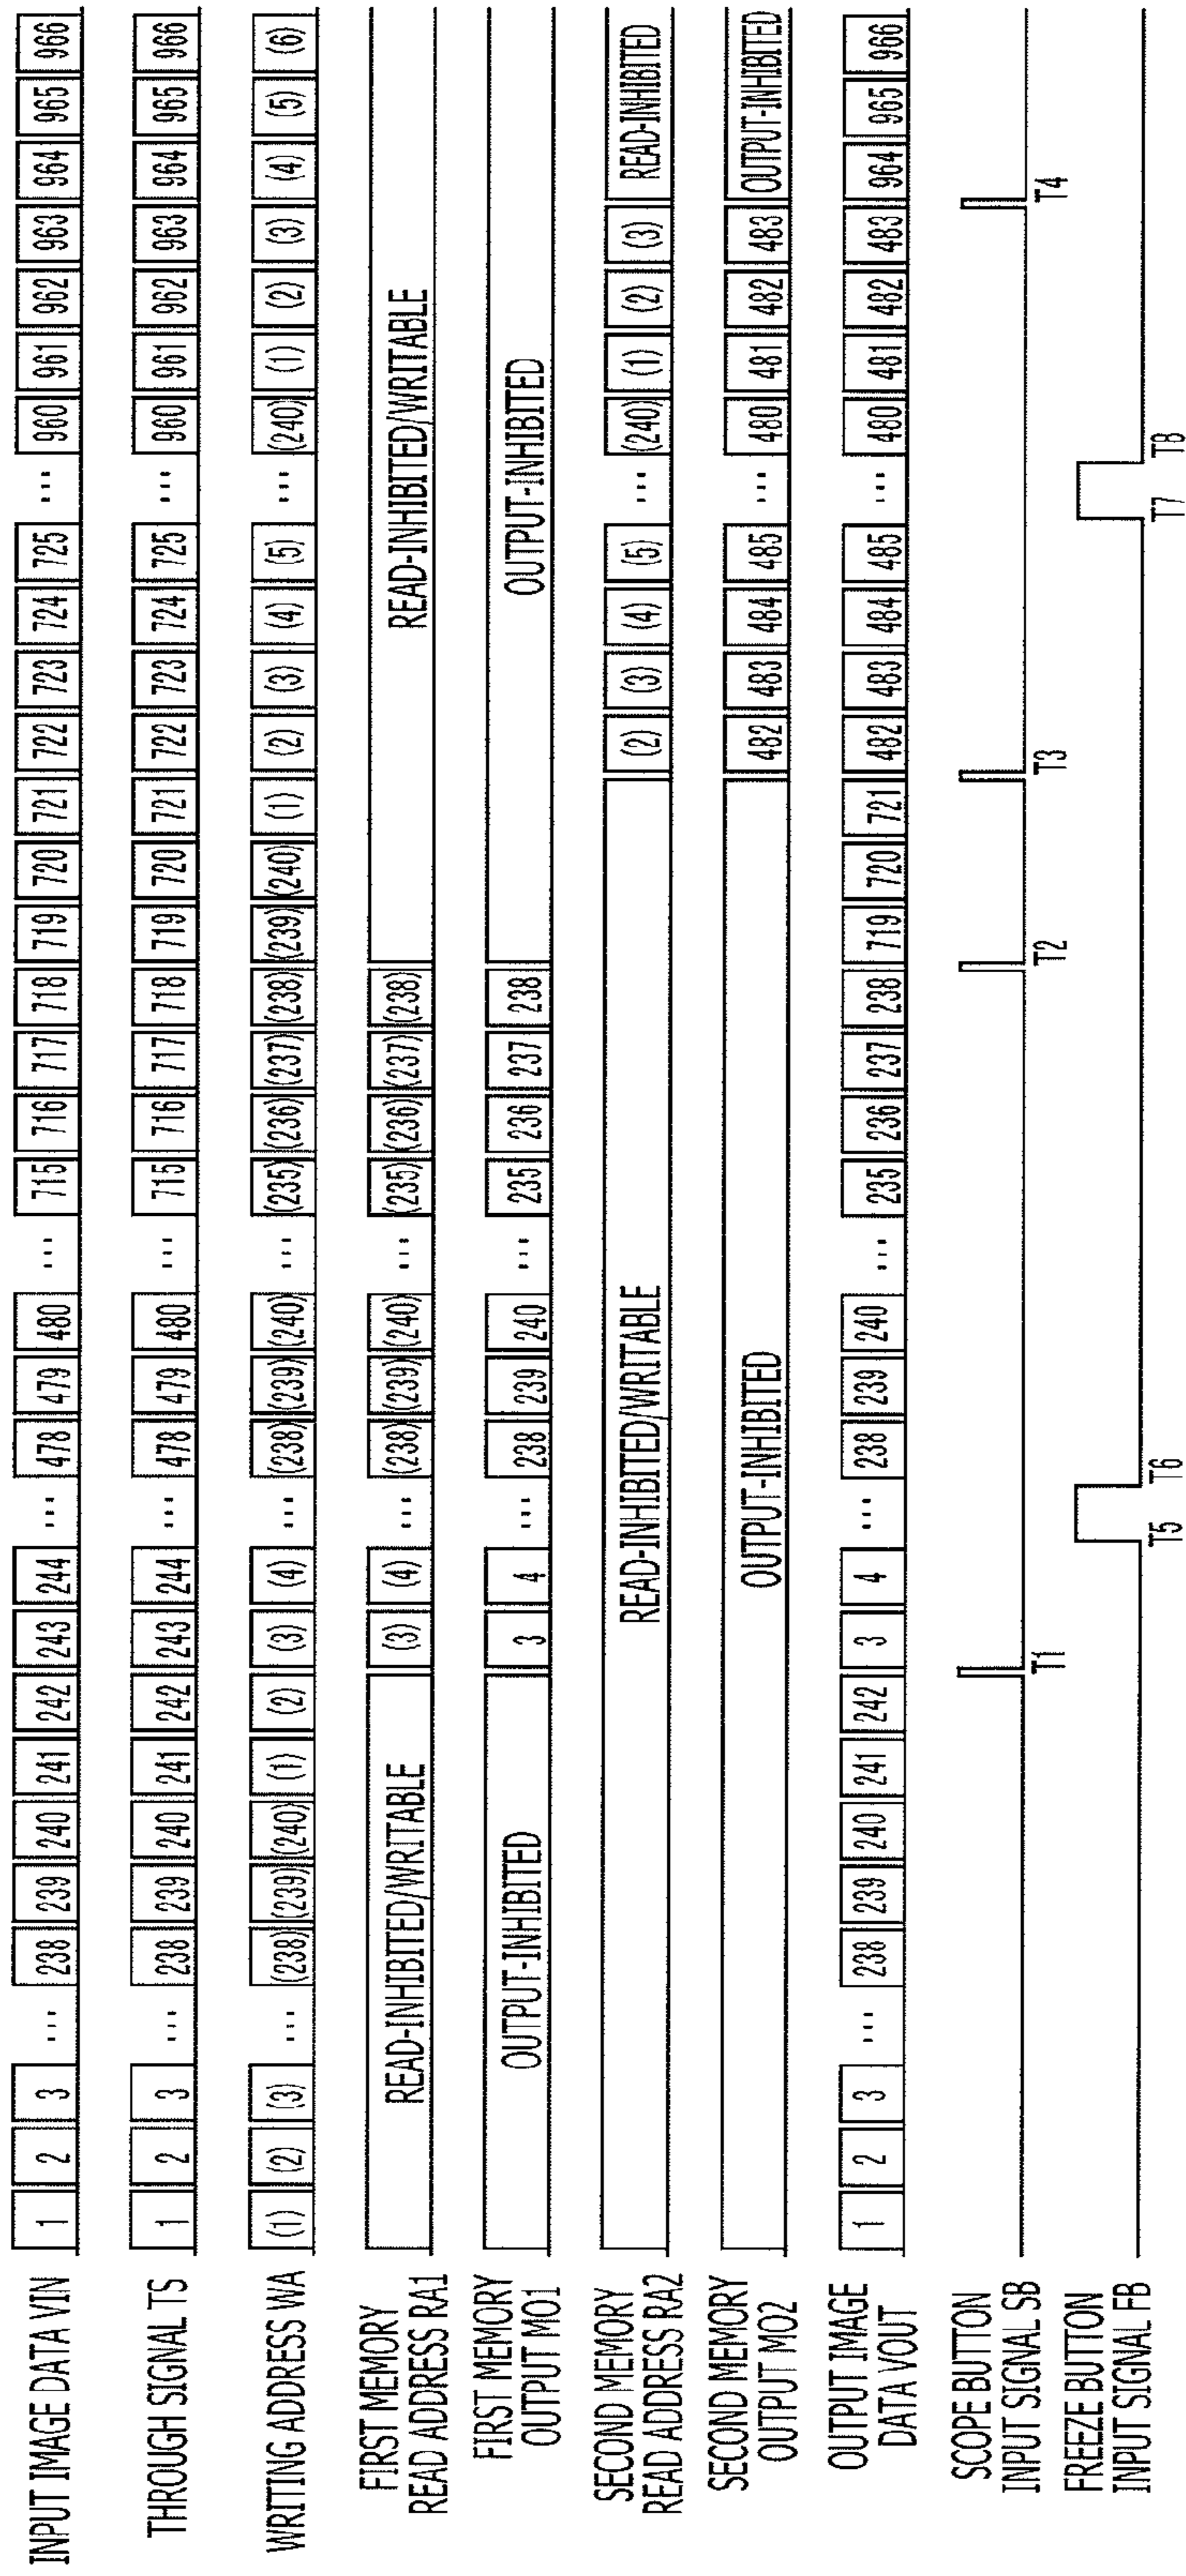 INPUT IMAGE DATA VIN 1 2 3 ... 238 239 240 241 242 243 244 ... 478 479 480 ... 715 716 717 718 719 720 721 722 723 724 725 ... 960 961 962 963 964 965 966
THROUGH SIGNAL TS 1 2 3 ... 238 239 240 241 242 243 244 ... 478 479 480 ... 715 716 717 718 719 720 721 722 723 724 725 ... 960 961 962 963 964 965 966
WRITING ADDRESS WA (1) (2) (3) ... (238) (239) (240) (1) (2) (3) (4) ... (238) (239) (240) ... (235) (236) (237) (238) (239) (240) (1) (2) (3) (4) (5) ... (240) (1) (2) (3) (4) (5) (6)
FIRST MEMORY
READ ADDRESS RA1 READ-INHIBITED/WRITABLE (3) (4) ... (238) (239) (240) ... (235) (236) (237) (238) READ-INHIBITED/WRITABLE
FIRST MEMORY
OUTPUT MO1 OUTPUT-INHIBITED 3 4 ... 238 239 240 ... 235 236 237 238 OUTPUT-INHIBITED
SECOND MEMORY
READ ADDRESS RA2 READ-INHIBITED/WRITABLE (2) (3) (4) (5) ... (240) (1) (2) (3) READ-INHIBITED
SECOND MEMORY
OUTPUT MO2 OUTPUT-INHIBITED 482 483 484 485 ... 480 481 482 483 OUTPUT-INHIBITED
OUTPUT IMAGE
DATA VOUT 1 2 3 ... 238 239 240 241 242 3 4 ... 238 239 240 ... 235 236 237 238 719 720 721 482 483 484 485 ... 480 481 482 483 964 965 966
SCOPE BUTTON
INPUT SIGNAL SB T1 T2 T3 T4
FREEZE BUTTON
INPUT SIGNAL FB T5 T6 T7 T8